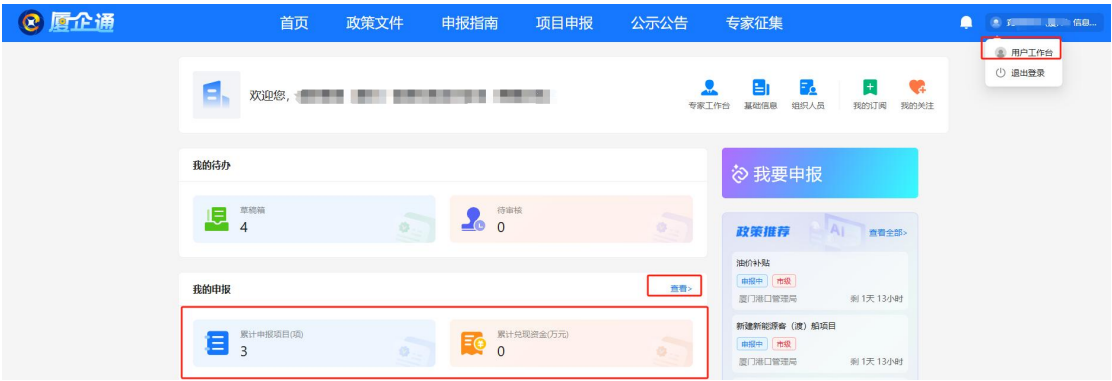 厦企通 首页 政策文件 申报指南 项目申报 公示公告 专家征集 信息...
用户工作台
退出登录
欢迎您,
专家工作台 基础信息 组织人员 我的订阅 我的关注
我的待办
我要申报
草稿箱
4
待审核
0
政策推荐 AI 查看全部>
油价补贴
申报中 市级
厦门港口管理局 剩 1天 13小时
我的申报 查看>
累计申报项目(项)
3
累计兑现资金(万元)
0
新建新能源客（渡）船项目
申报中 市级
厦门港口管理局 剩 1天 13小时